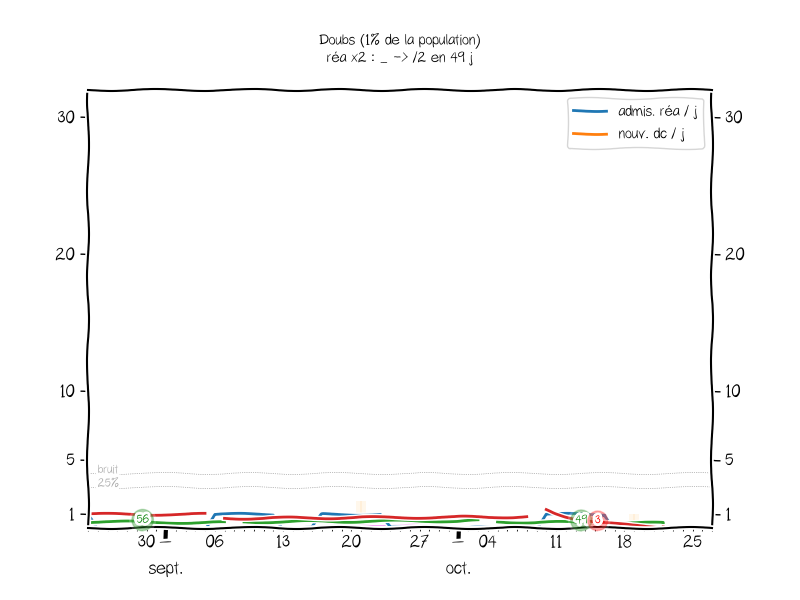 Doubs (1% de la population)
réa x2 : _ -> /2 en 49 j
admis. réa / j
nouv. dc / j
30 30
20 20
10 10
5 5
bruit
25%
1 1
56 49 3
30 06 13 20 27 04 11 18 25
sept. oct.